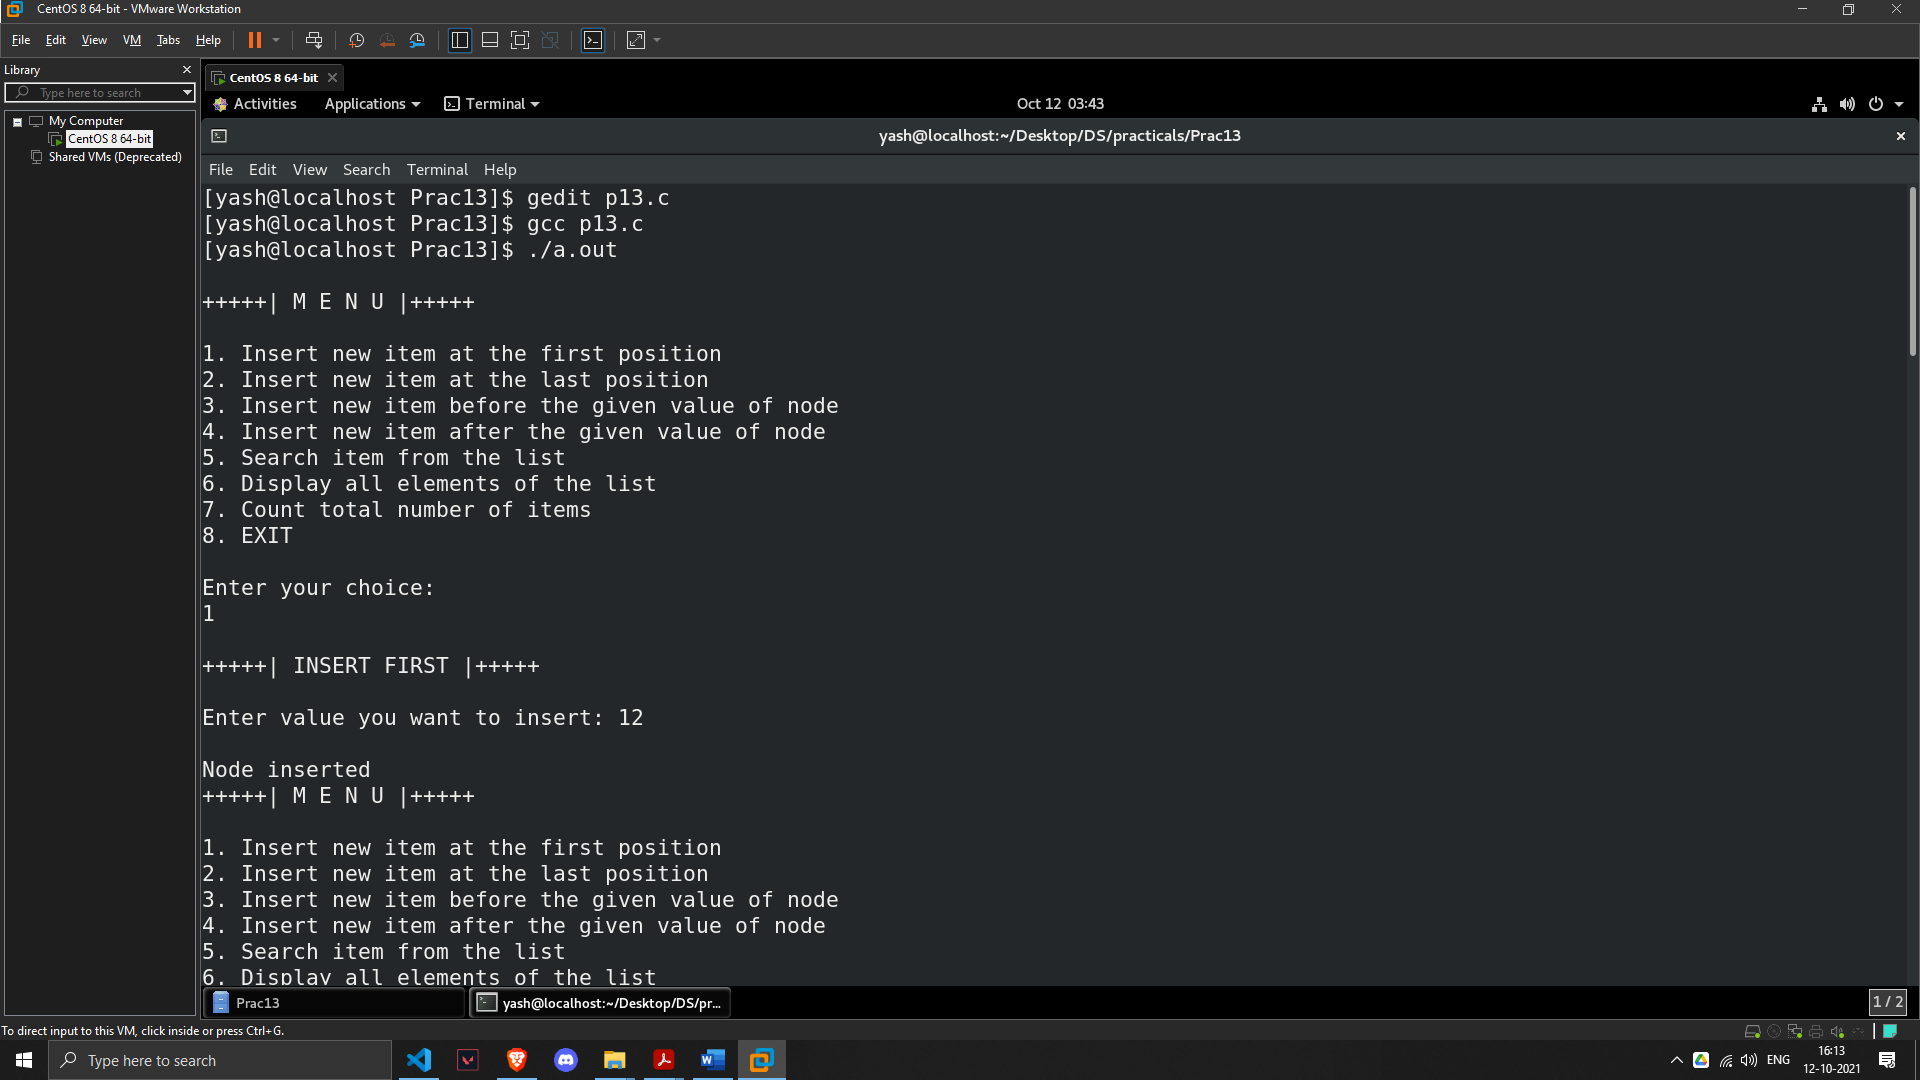 CentOS 8 64-bit - VMware Workstation
File Edit View VM Tabs Help
Library
Type here to search
My Computer
CentOS 8 64-bit
Shared VMs (Deprecated)
CentOS 8 64-bit
Activities Applications Terminal Oct 12 03:43
yash@localhost:~/Desktop/DS/practicals/Prac13
File Edit View Search Terminal Help
[yash@localhost Prac13]$ gedit p13.c
[yash@localhost Prac13]$ gcc p13.c
[yash@localhost Prac13]$ ./a.out
+++++| M E N U |+++++
1. Insert new item at the first position
2. Insert new item at the last position
3. Insert new item before the given value of node
4. Insert new item after the given value of node
5. Search item from the list
6. Display all elements of the list
7. Count total number of items
8. EXIT
Enter your choice:
1
+++++| INSERT FIRST |+++++
Enter value you want to insert: 12
Node inserted
+++++| M E N U |+++++
1. Insert new item at the first position
2. Insert new item at the last position
3. Insert new item before the given value of node
4. Insert new item after the given value of node
5. Search item from the list
6. Display all elements of the list
Prac13 yash@localhost:~/Desktop/DS/pr... 1 / 2
To direct input to this VM, click inside or press Ctrl+G.
Type here to search
ENG
16:13
12-10-2021